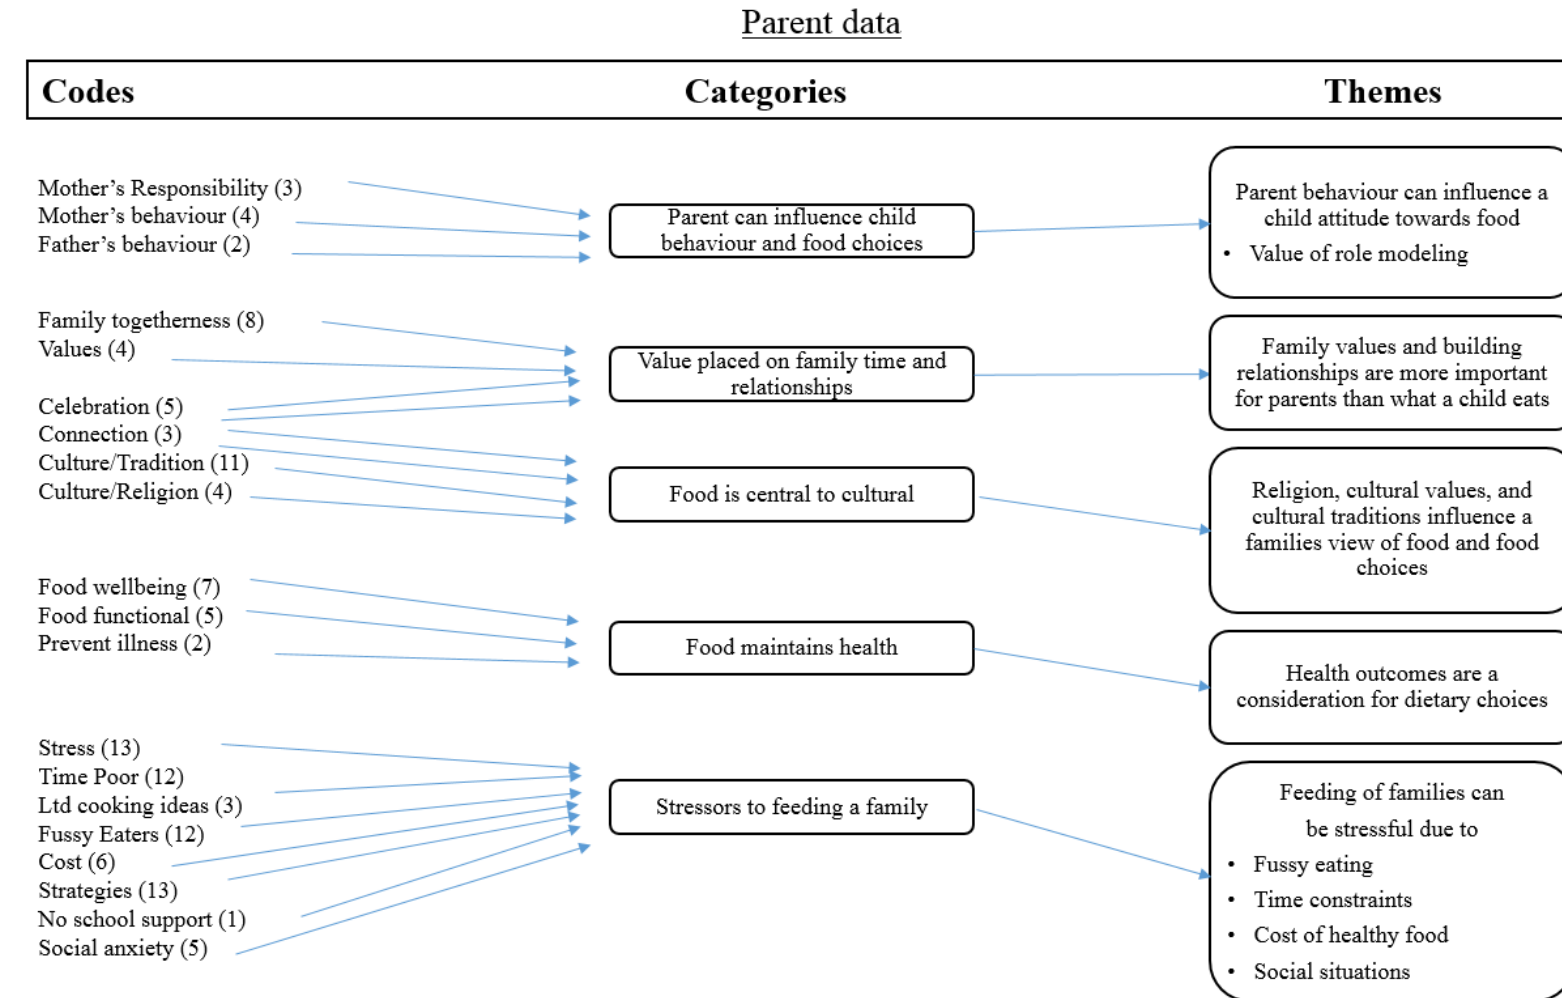 Parent data
Codes
Categories
Themes
Mother’s Responsibility (3)
Mother’s behaviour (4)
Father’s behaviour (2)
Parent can influence child
behaviour and food choices
Parent behaviour can influence a
child attitude towards food
• Value of role modeling
Family togetherness (8)
Values (4)
Value placed on family time and
relationships
Family values and building
relationships are more important
for parents than what a child eats
Celebration (5)
Connection (3)
Culture/Tradition (11)
Culture/Religion (4)
Food is central to cultural
Religion, cultural values, and
cultural traditions influence a
families view of food and food
choices
Food wellbeing (7)
Food functional (5)
Prevent illness (2)
Food maintains health
Health outcomes are a
consideration for dietary choices
Stress (13)
Time Poor (12)
Ltd cooking ideas (3)
Fussy Eaters (12)
Cost (6)
Strategies (13)
No school support (1)
Social anxiety (5)
Stressors to feeding a family
Feeding of families can
be stressful due to
• Fussy eating
• Time constraints
• Cost of healthy food
• Social situations